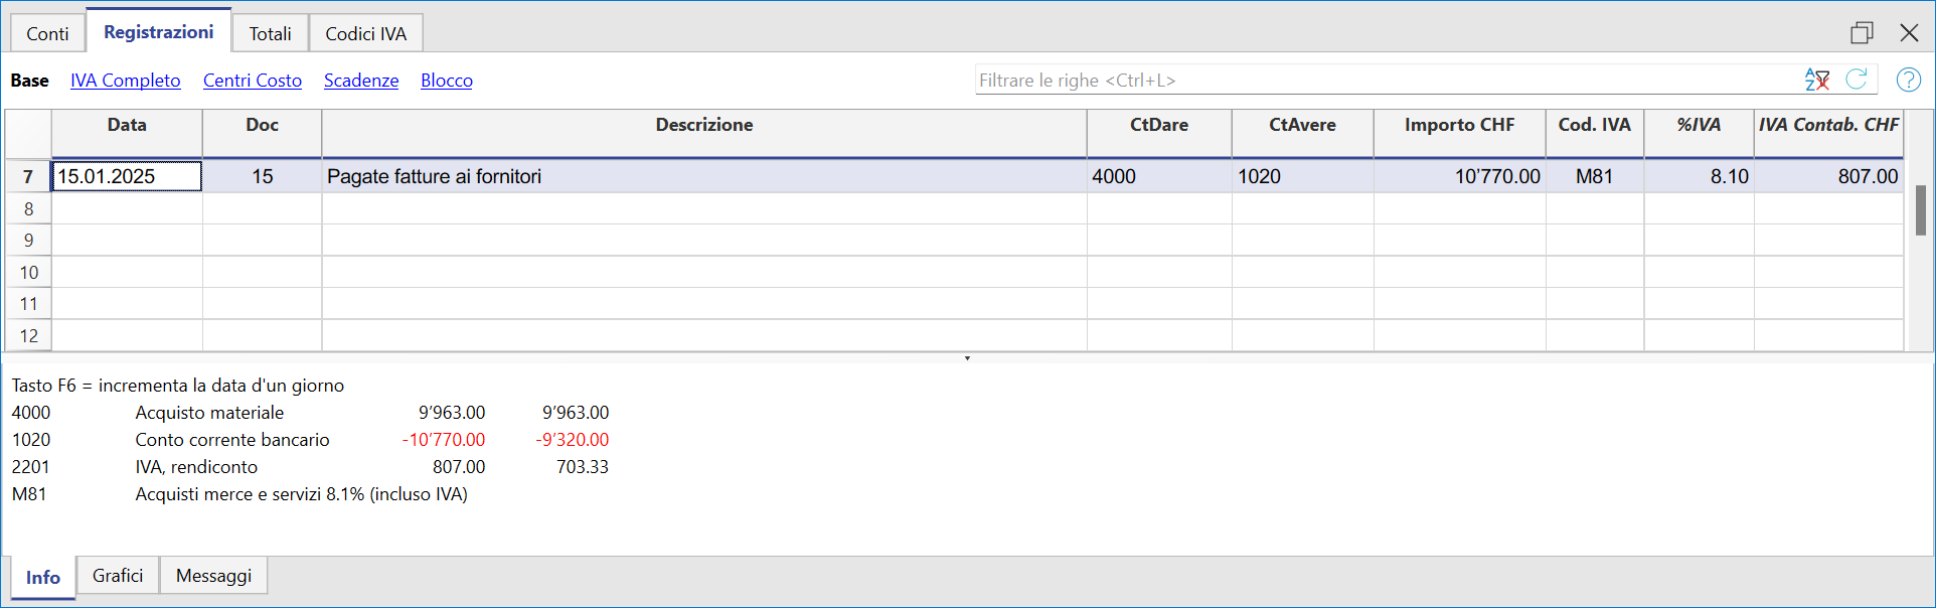 Conti Registrazioni Totali Codici IVA
Base IVA Completo Centri Costo Scadenze Blocco Filtrare le righe <Ctrl+L>
Data Doc Descrizione CtDare CtAvere Importo CHF Cod. IVA %IVA IVA Contab. CHF
7 15.01.2025 15 Pagate fatture ai fornitori 4000 1020 10’770.00 M81 8.10 807.00
8
9
10
11
12
Tasto F6 = incrementa la data d'un giorno
4000 Acquisto materiale 9’963.00 9’963.00
1020 Conto corrente bancario -10’770.00 -9’320.00
2201 IVA, rendiconto 807.00 703.33
M81 Acquisti merce e servizi 8.1% (incluso IVA)
Info Grafici Messaggi